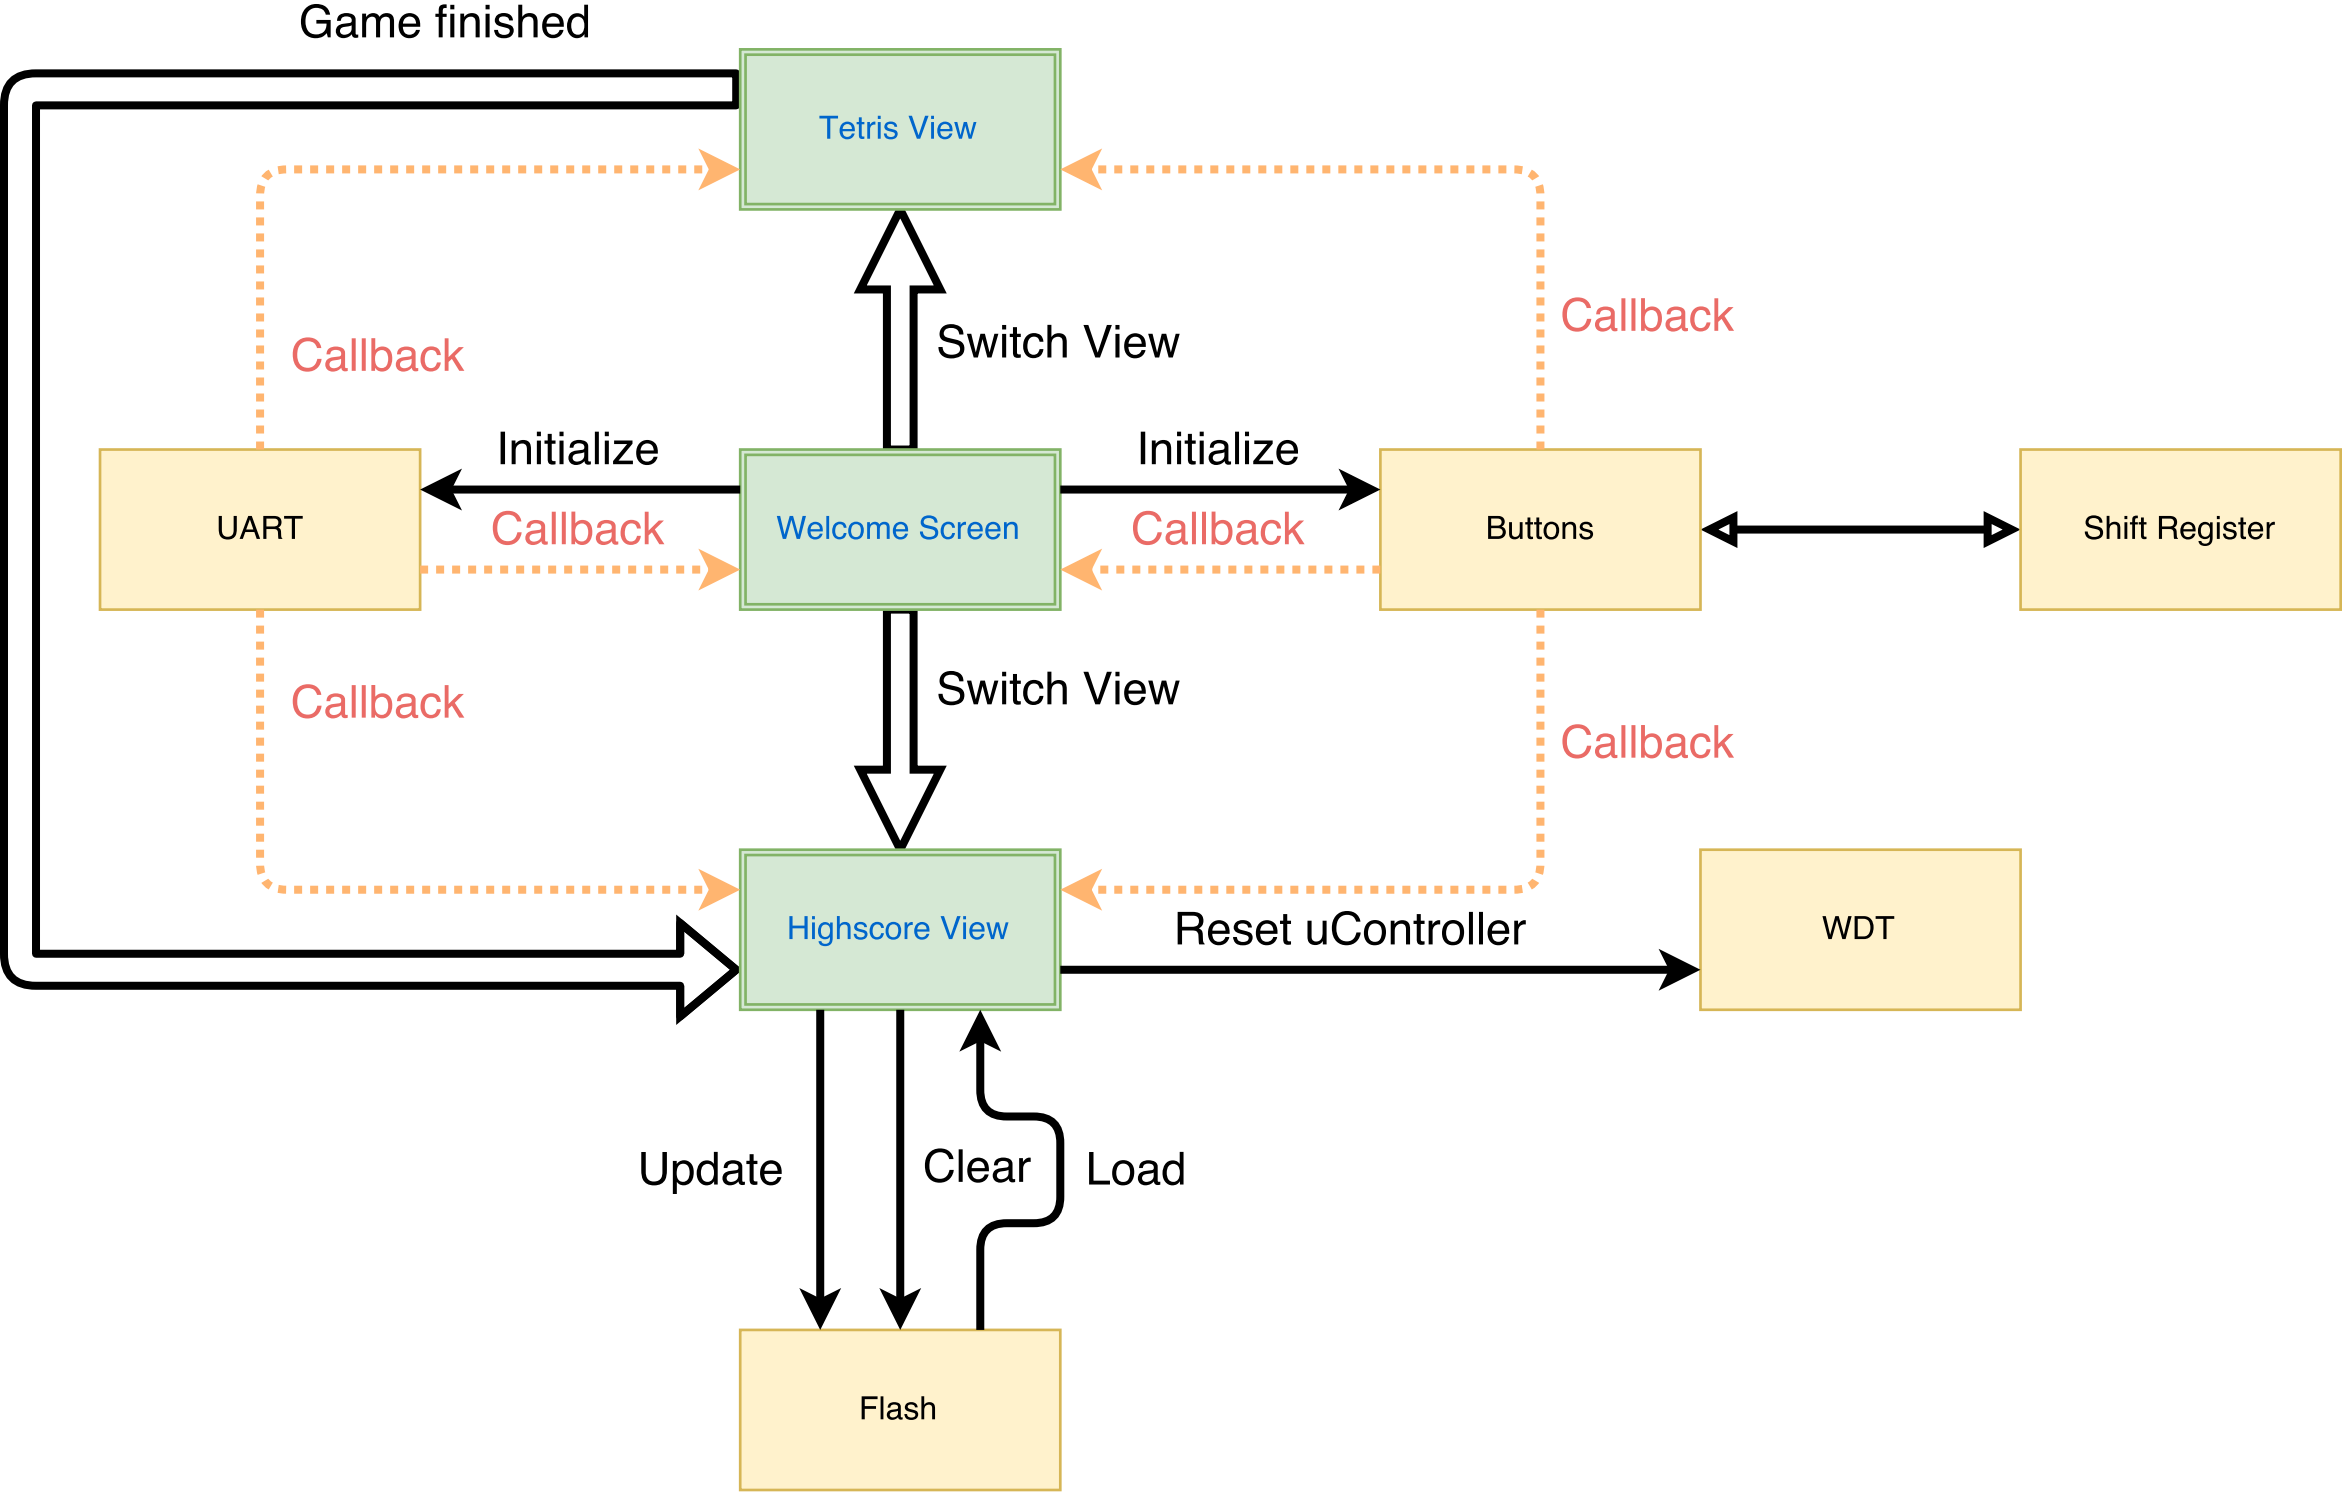 Game finished
Tetris View
Callback
Switch View
Callback
Initialize
Initialize
UART
Callback
Welcome Screen
Callback
Buttons
Shift Register
Callback
Switch View
Callback
Highscore View
Reset uController
WDT
Update
Clear
Load
Flash